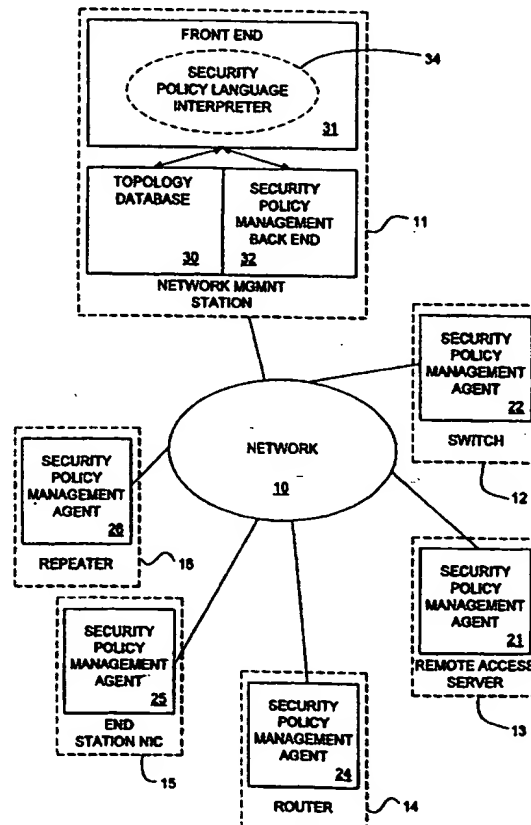 FRONT END
34
SECURITY
POLICY LANGUAGE
INTERPRETER
31
TOPOLOGY
DATABASE
30
SECURITY
POLICY
MANAGEMENT
BACK END
32
11
NETWORK MGMNT
STATION
SECURITY
POLICY
MANAGEMENT
AGENT
22
SWITCH
12
NETWORK
10
SECURITY
POLICY
MANAGEMENT
AGENT
26
REPEATER
16
SECURITY
POLICY
MANAGEMENT
AGENT
21
REMOTE ACCESS
SERVER
13
SECURITY
POLICY
MANAGEMENT
AGENT
25
END
STATION NIC
15
SECURITY
POLICY
MANAGEMENT
AGENT
24
ROUTER
14